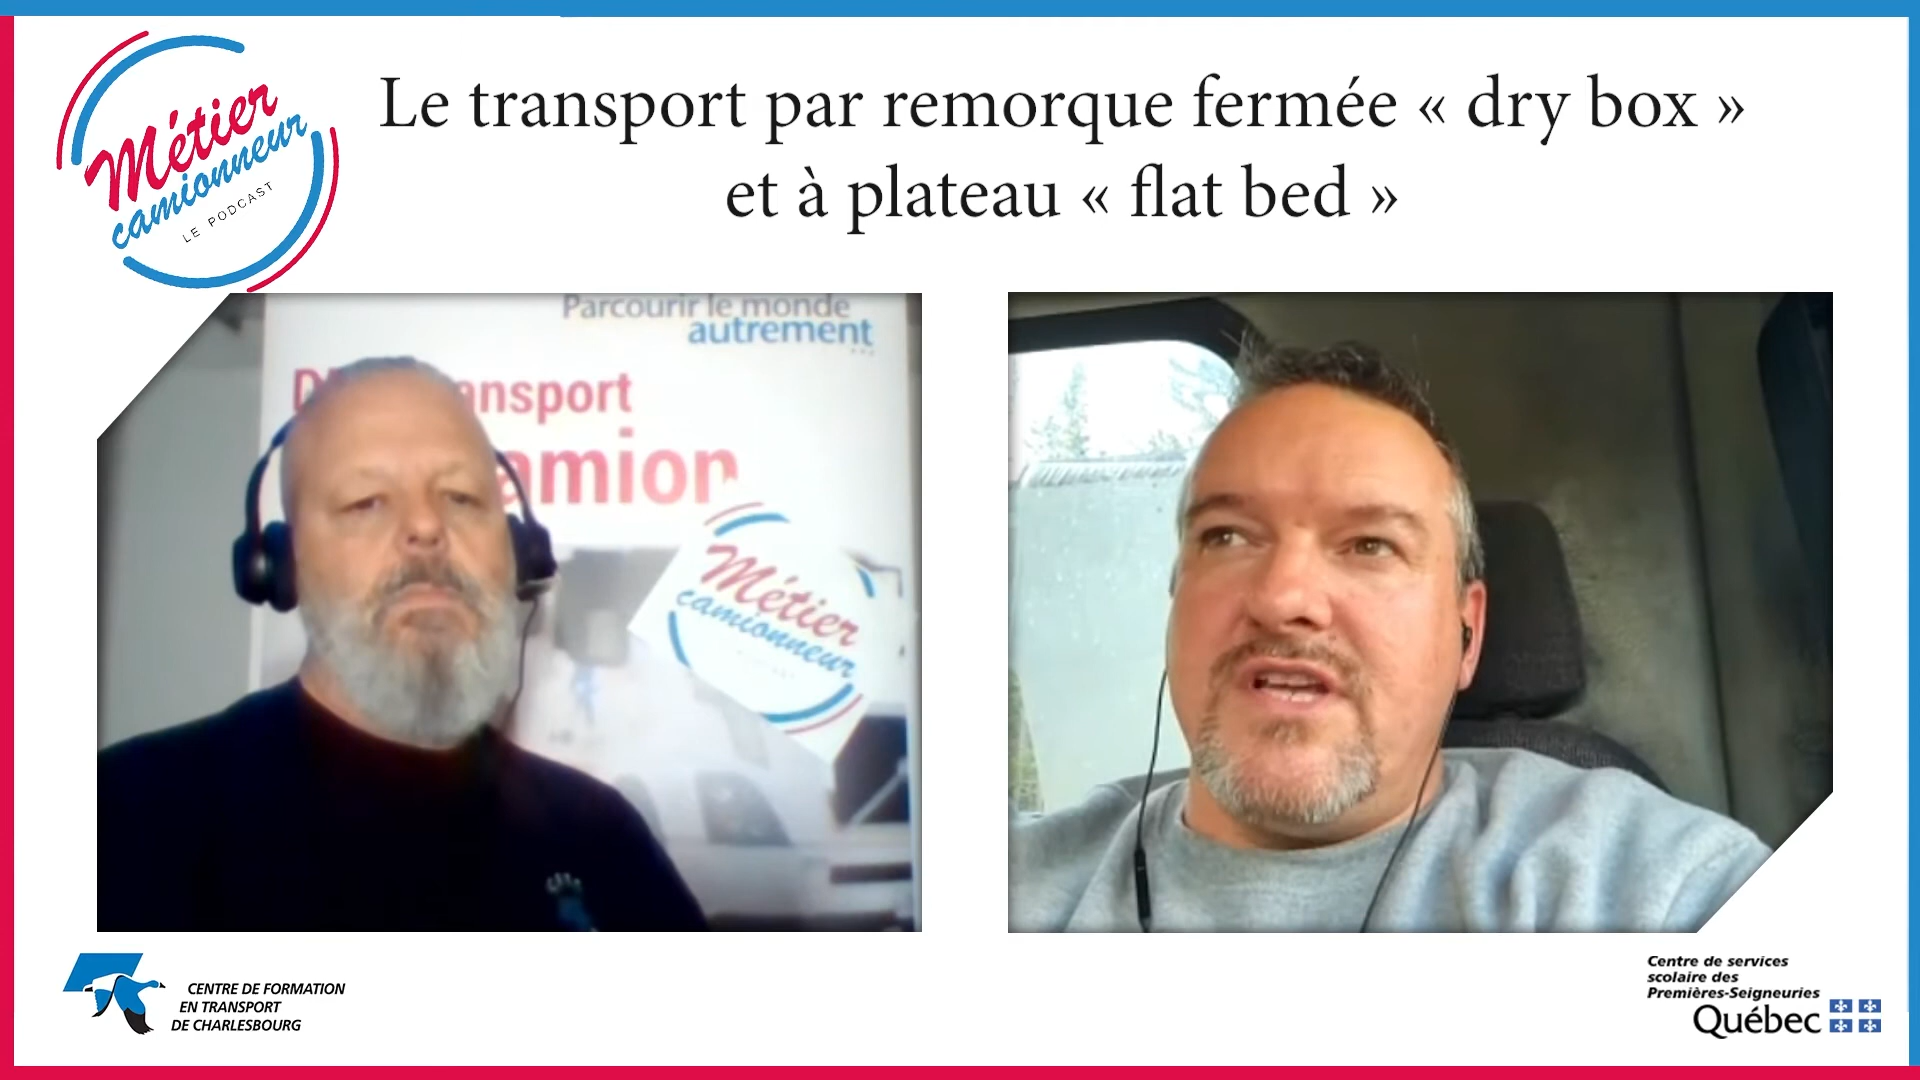 Métier
camionneur
LE PODCAST
Le transport par remorque fermée « dry box »
et à plateau « flat bed »
Parcourir le monde
autrement
ansport
amion
Métier
camionneur
CENTRE DE FORMATION
EN TRANSPORT
DE CHARLESBOURG
Centre de services
scolaire des
Premières-Seigneuries
Québec